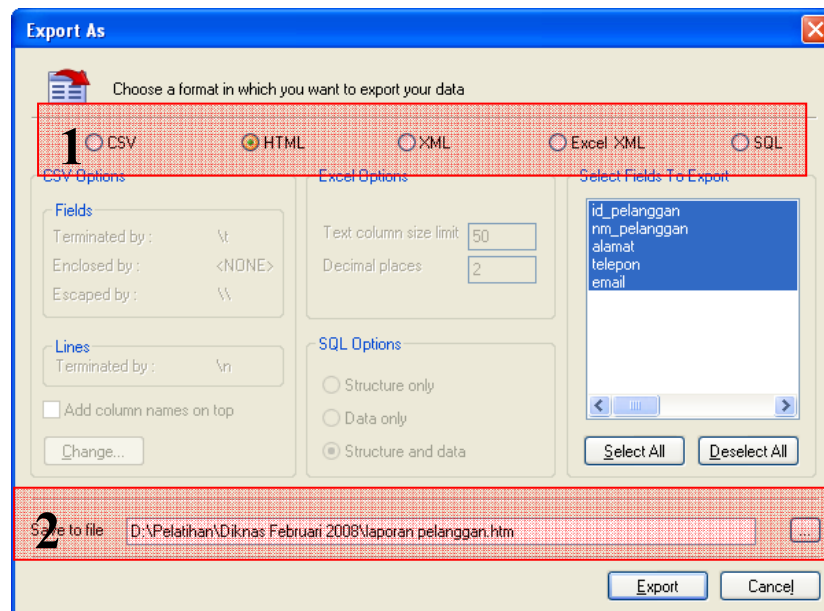 Export As
Choose a format in which you want to export your data
1
CSV HTML XML Excel XML SQL
CSV Options
Fields
Terminated by : \t
Enclosed by : <NONE>
Escaped by : \\
Lines
Terminated by : \n
Add column names on top
Change...
Excel Options
Text column size limit 50
Decimal places 2
SQL Options
Structure only
Data only
Structure and data
Select Fields To Export
id_pelanggan
nm_pelanggan
alamat
telepon
email
Select All Deselect All
2
Save to file D:\Pelatihan\Diknas Februari 2008\laporan pelanggan.htm ...
Export Cancel